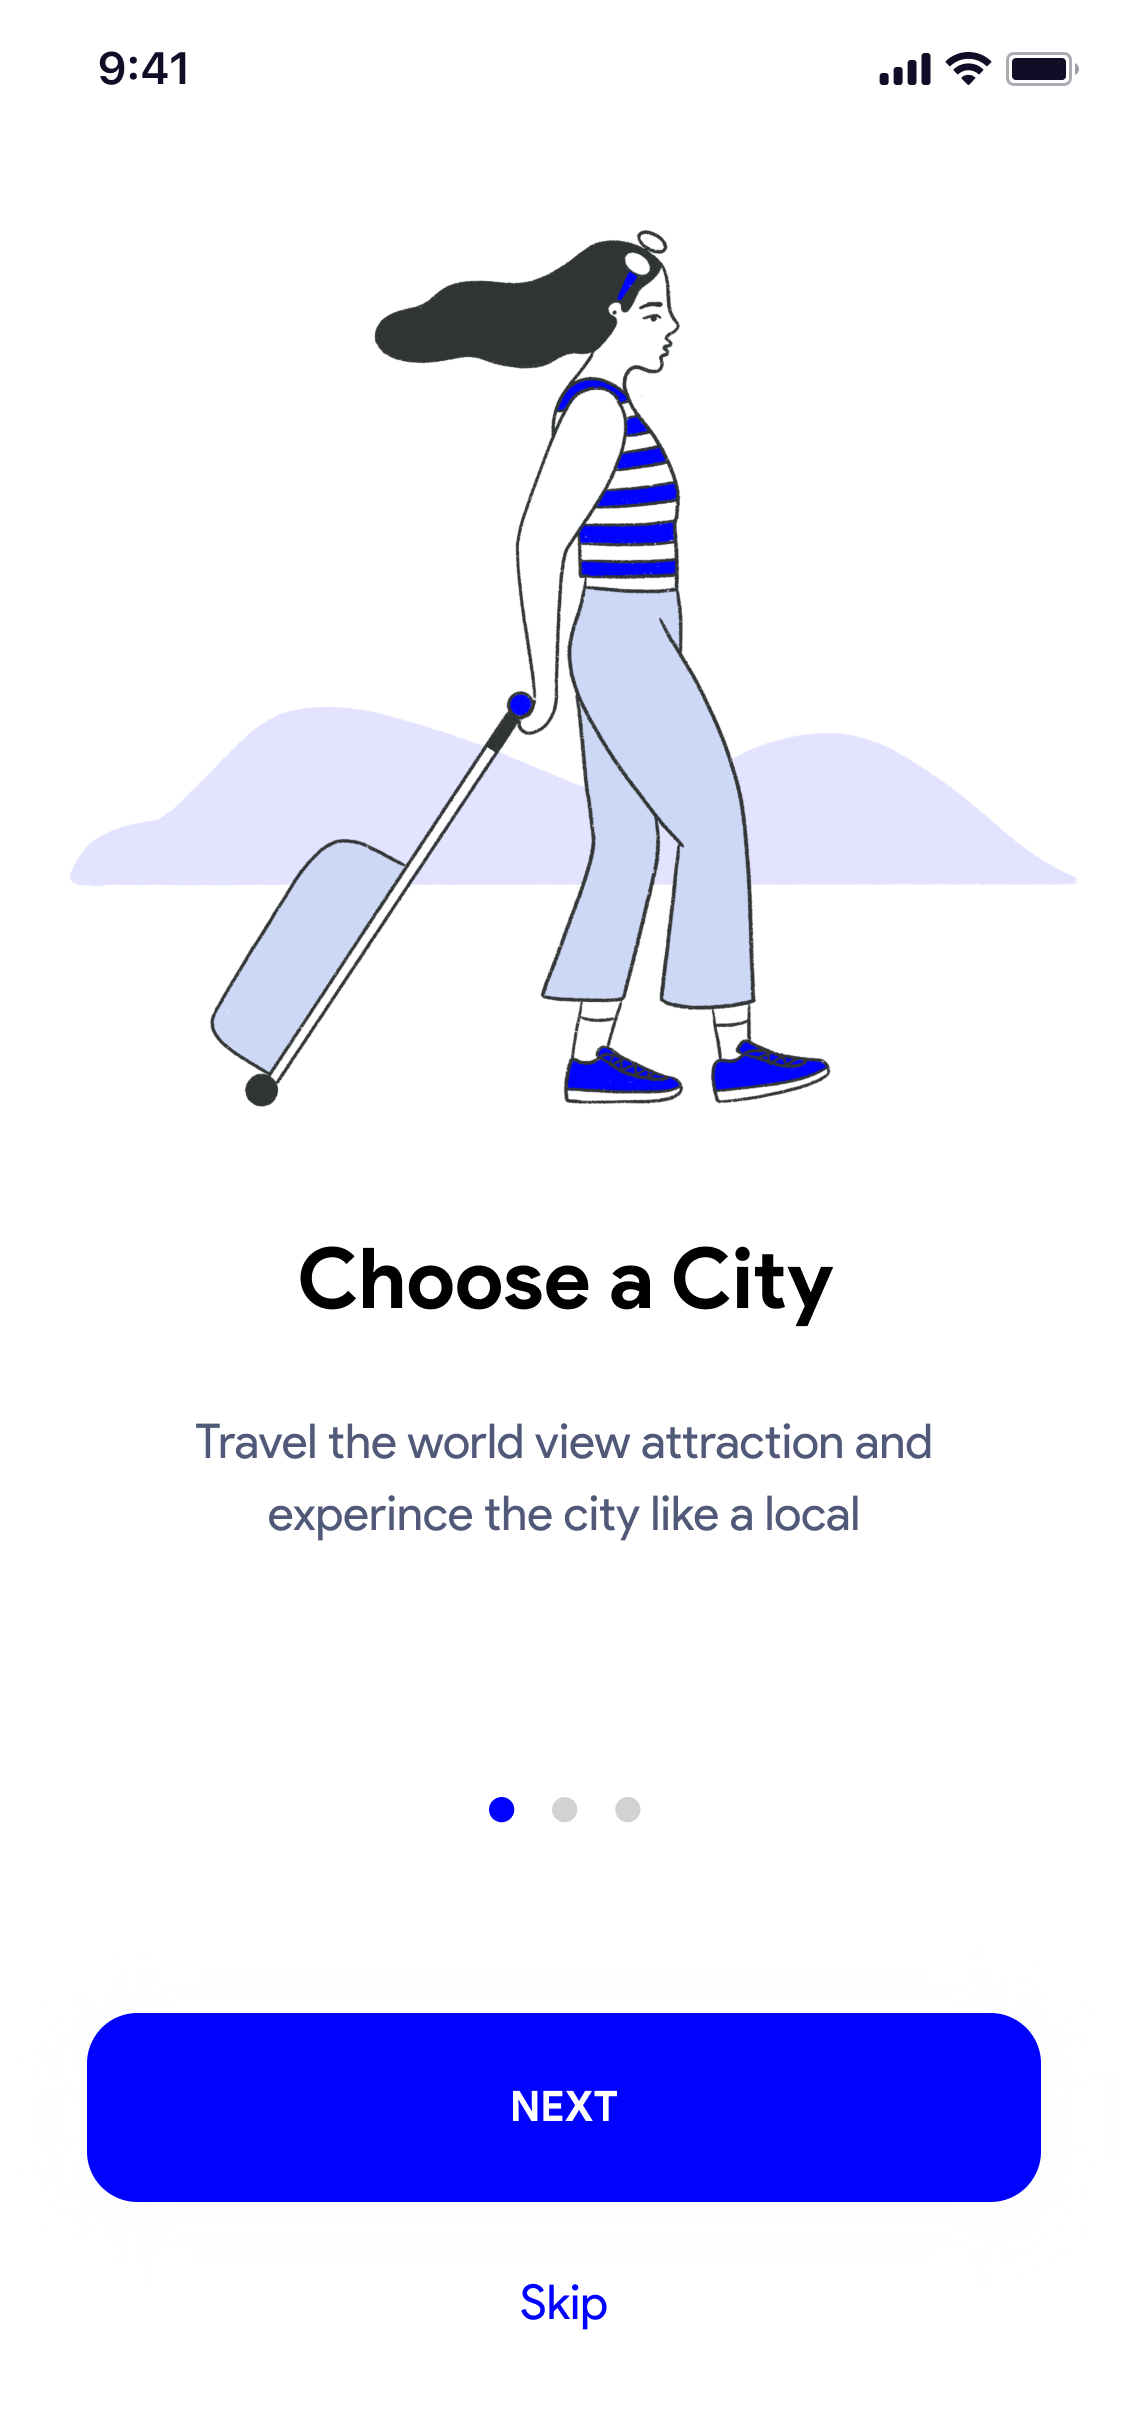 9:41
Choose a City
Travel the world view attraction and
experince the city like a local
NEXT
Skip